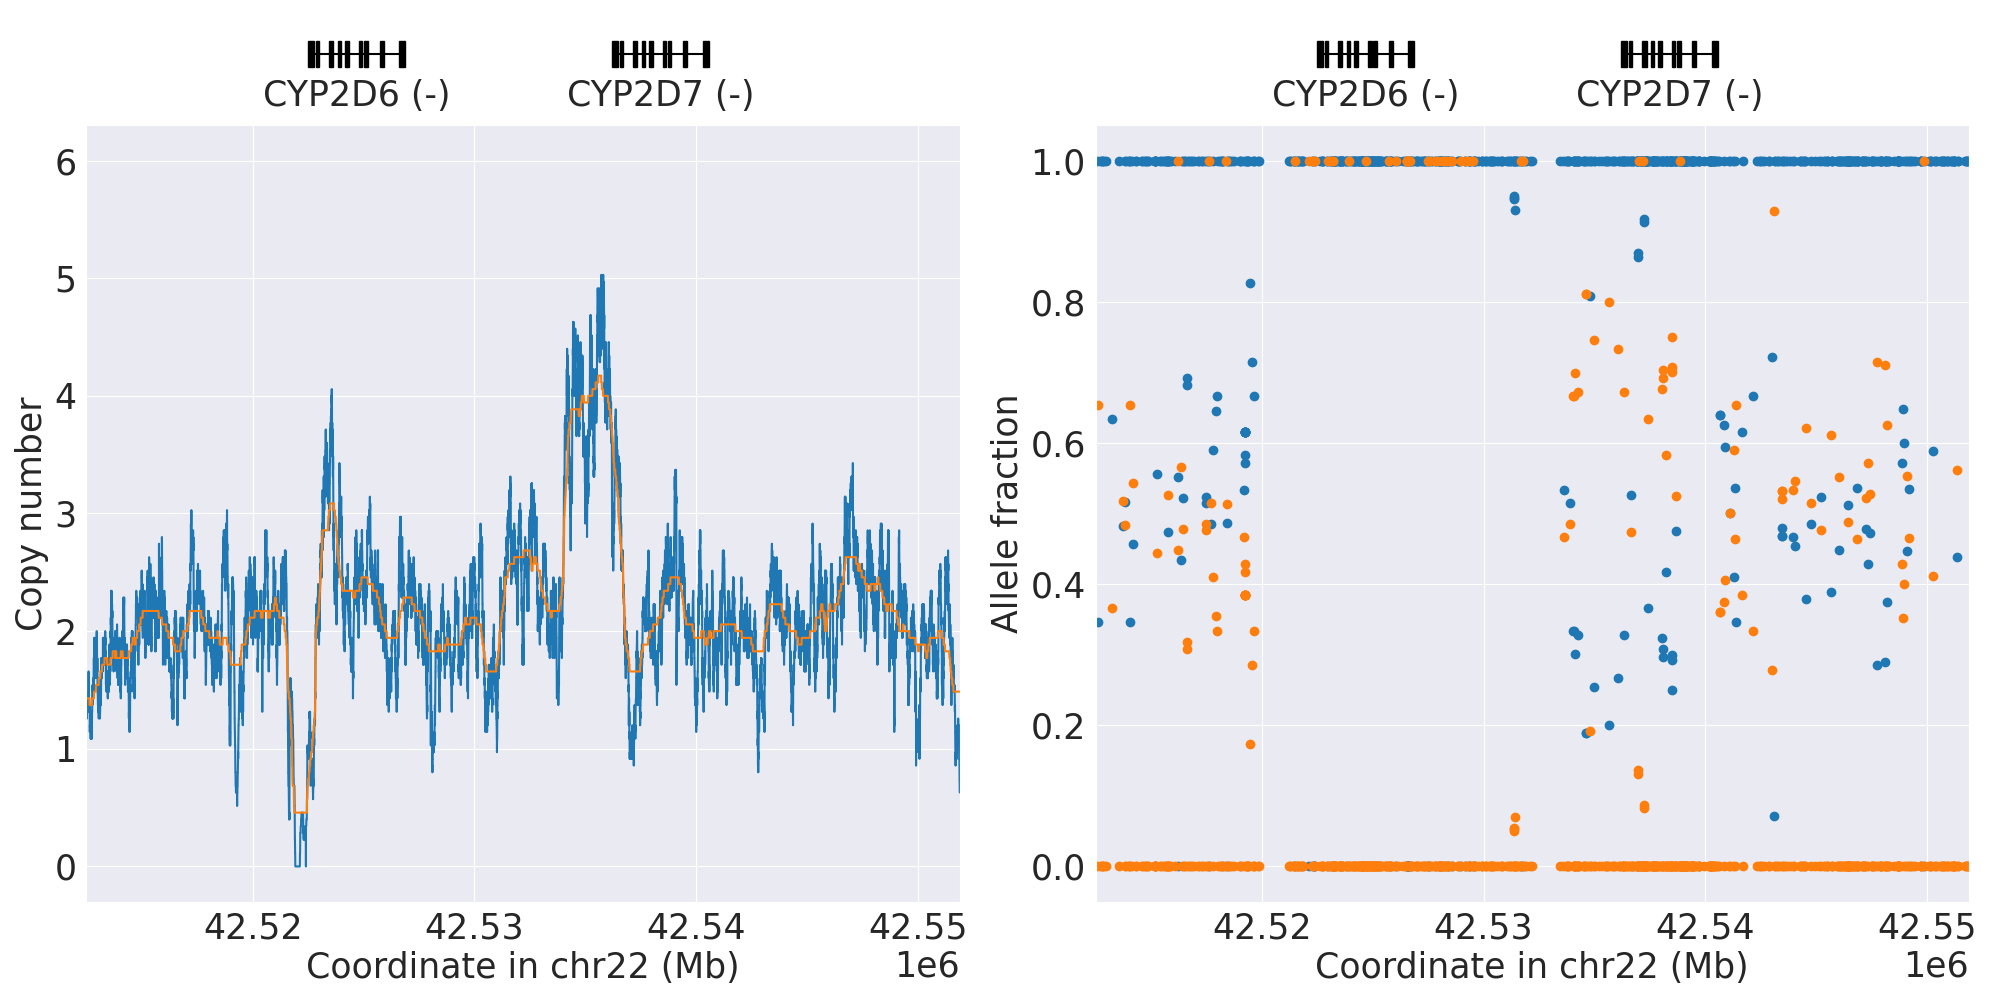 CYP2D6 (-) CYP2D7 (-)
6
5
4
3
2
1
0
Copy number
42.52 42.53 42.54 42.55
Coordinate in chr22 (Mb) 1e6
CYP2D6 (-) CYP2D7 (-)
1.0
0.8
0.6
0.4
0.2
0.0
Allele fraction
42.52 42.53 42.54 42.55
Coordinate in chr22 (Mb) 1e6